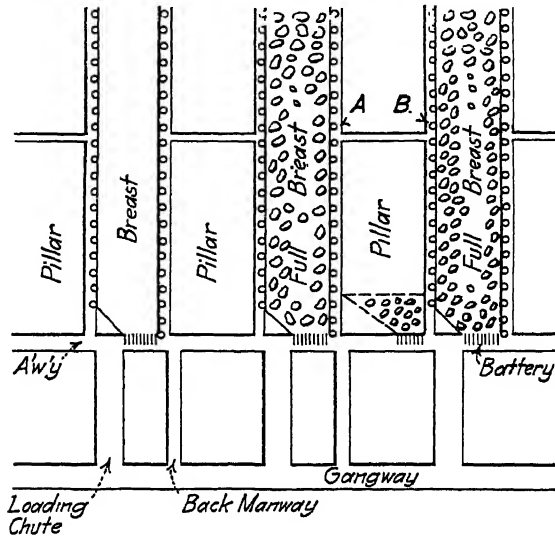 A
B.
Pillar
Breast
Pillar
Full Breast
Pillar
Full Breast
A'w'y
Battery
Gangway
Loading
Chute
Back Manway